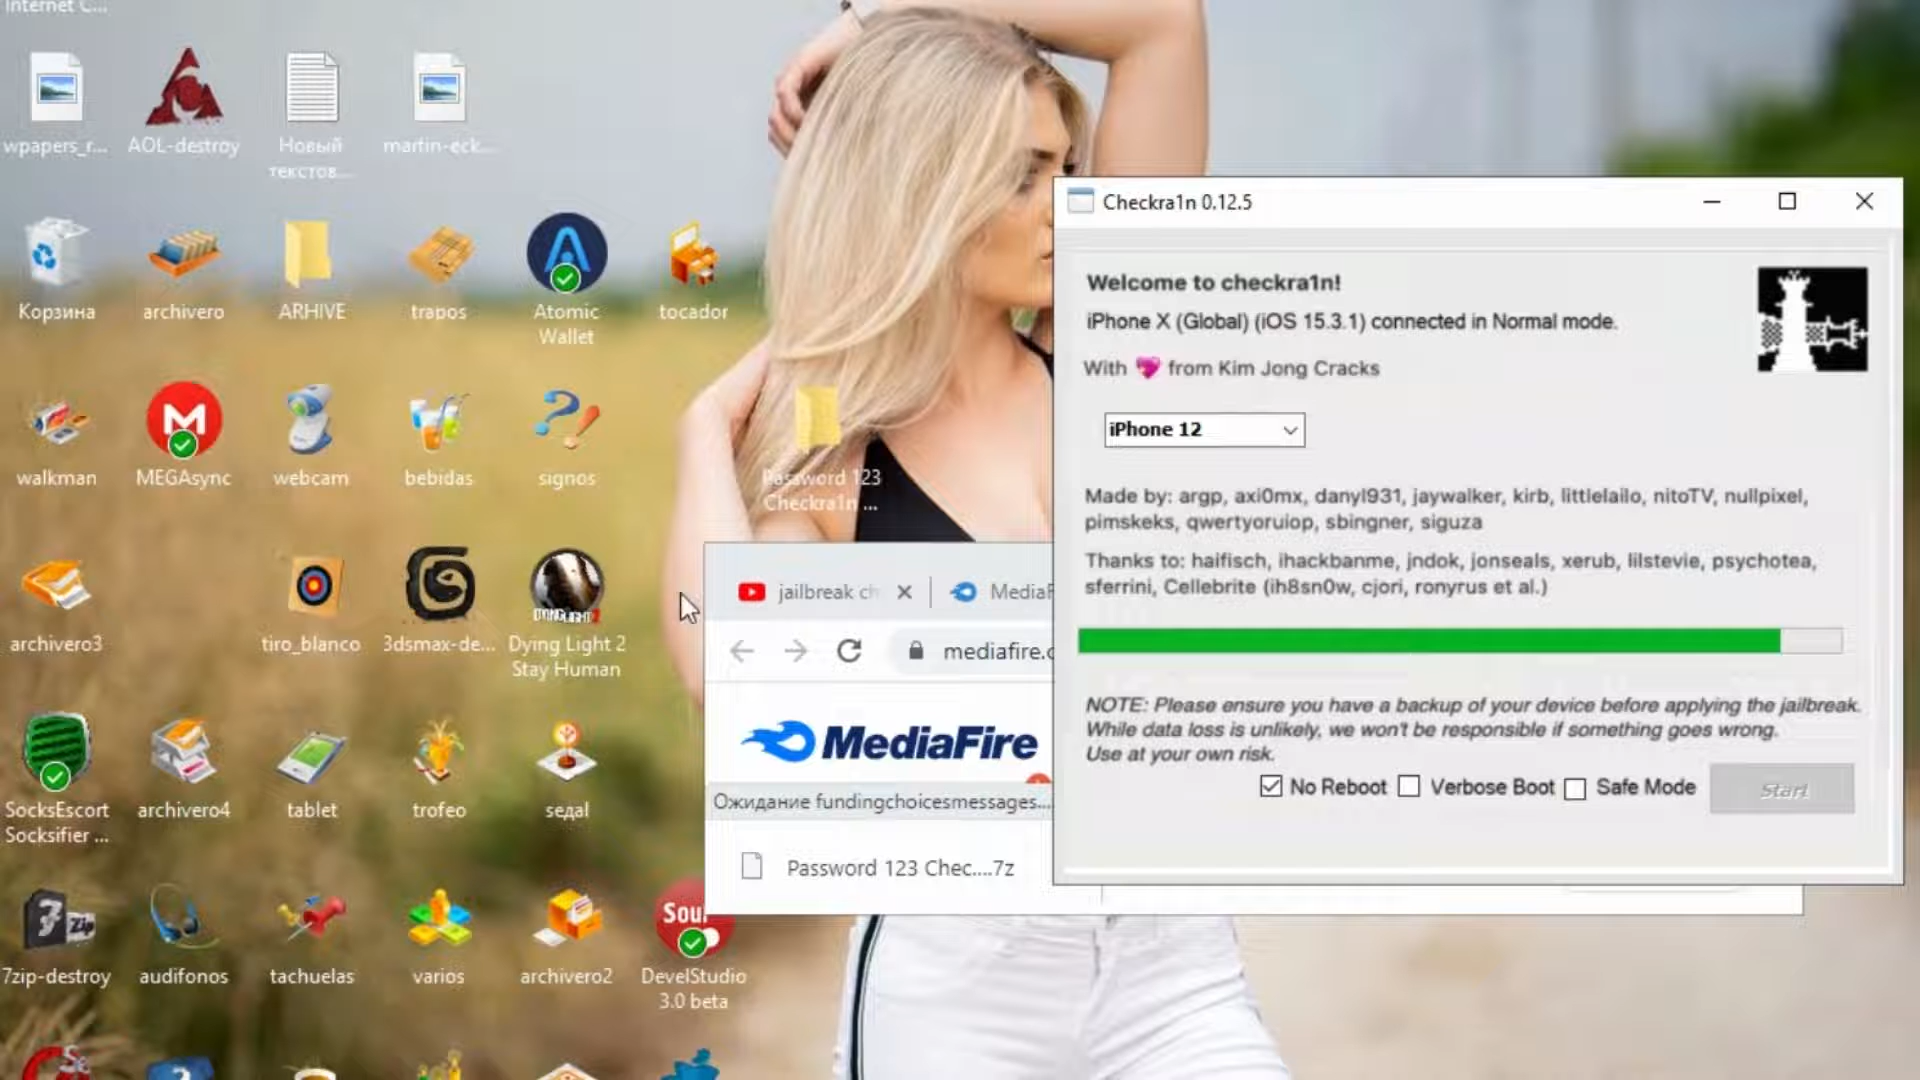 Internet C...
wpapers_r...
AOL-destroy
Новый
текстов...
martin-eck...
Корзина
archivero
ARHIVE
trapos
Atomic
Wallet
tocador
walkman
MEGAsync
webcam
bebidas
signos
Password 123
Checkra1n ...
archivero3
tiro_blanco
3dsmax-de...
DYING LIGHT 2
Dying Light 2
Stay Human
SocksEscort
Socksifier ...
archivero4
tablet
trofeo
seдal
7Zip
7zip-destroy
audifonos
tachuelas
varios
archivero2
DevelStudio
3.0 beta
jailbreak ch
MediaF
mediafire.c
MediaFire
Ожидание fundingchoicesmessages...
Password 123 Chec....7z
Checkra1n 0.12.5
Welcome to checkra1n!
iPhone X (Global) (iOS 15.3.1) connected in Normal mode.
With 💖 from Kim Jong Cracks
iPhone 12
Made by: argp, axi0mx, danyl931, jaywalker, kirb, littlelailo, nitoTV, nullpixel,
pimskeks, qwertyoruiop, sbingner, siguza
Thanks to: haifisch, ihackbanme, jndok, jonseals, xerub, lilstevie, psychotea,
sferrini, Cellebrite (ih8sn0w, cjori, ronyrus et al.)
NOTE: Please ensure you have a backup of your device before applying the jailbreak.
While data loss is unlikely, we won't be responsible if something goes wrong.
Use at your own risk.
No Reboot
Verbose Boot
Safe Mode
Start